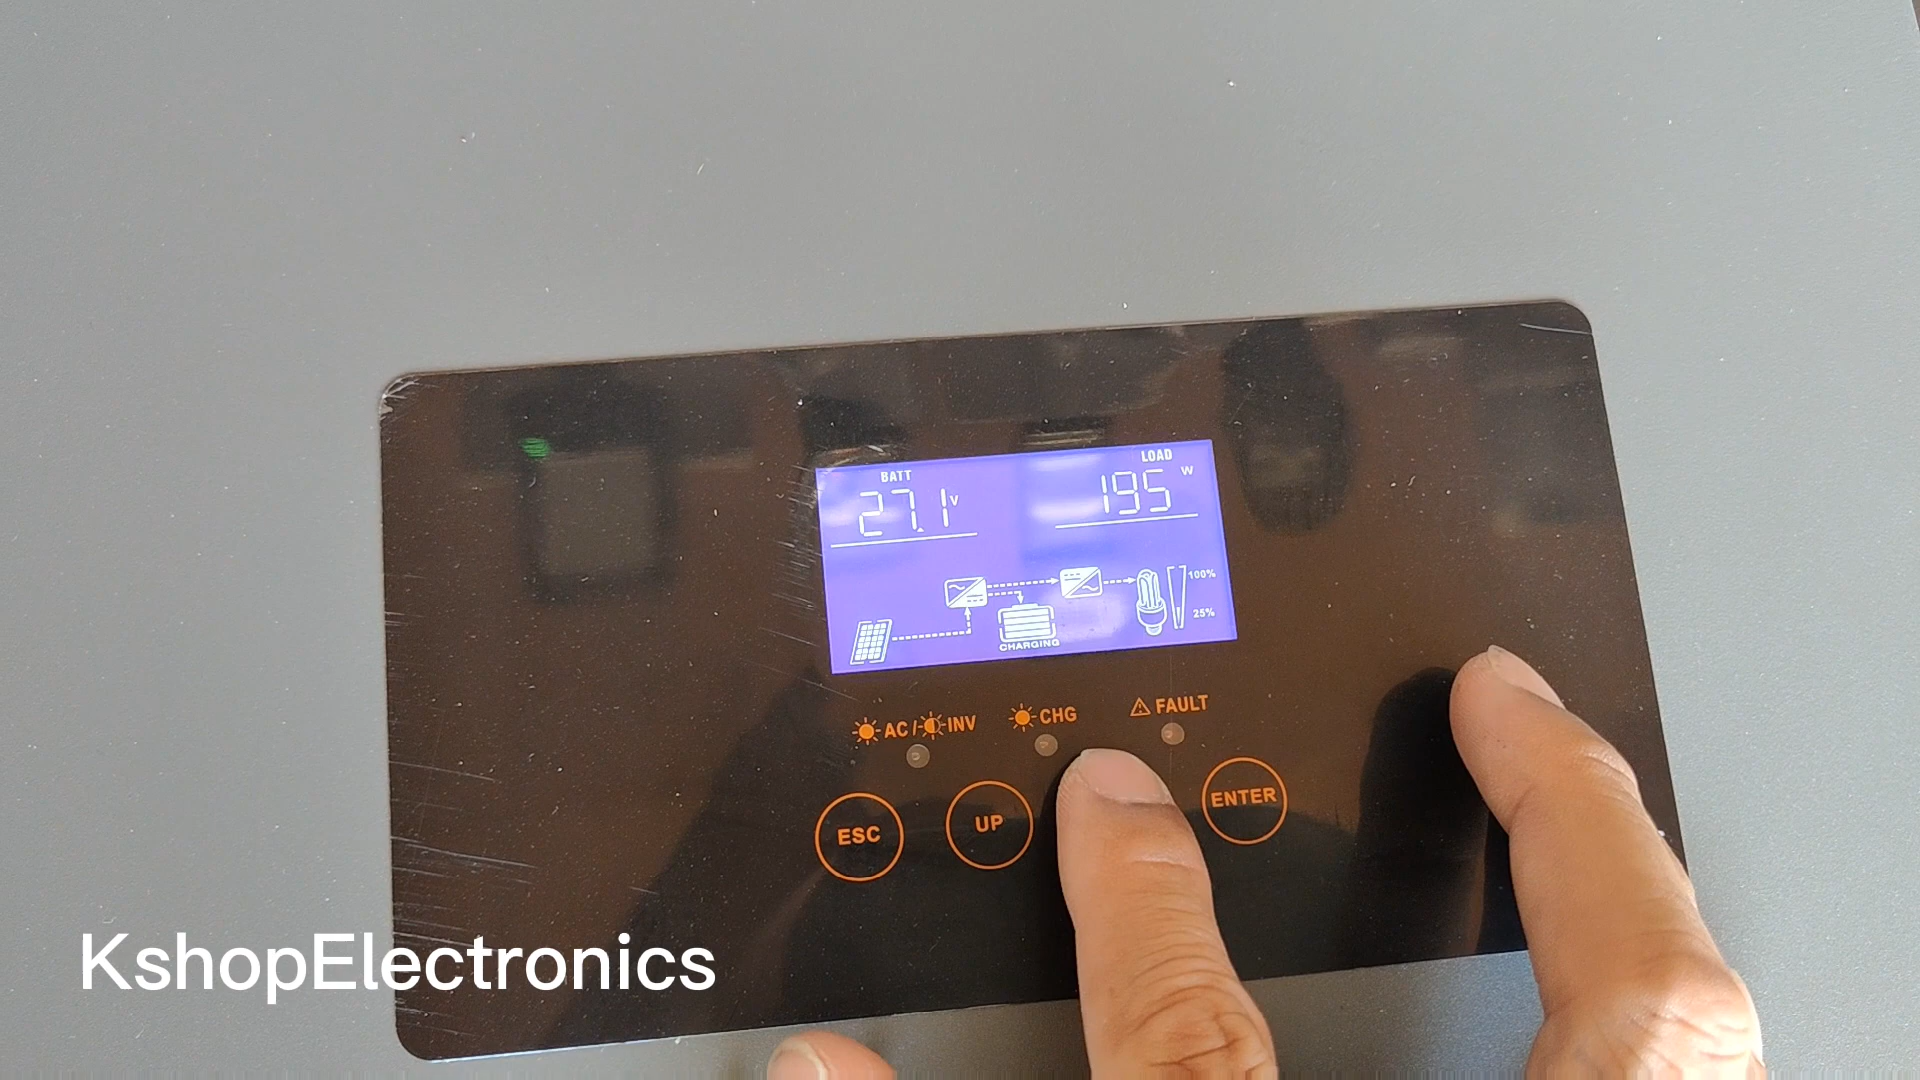 BATT
27.1 V
LOAD
195 W
100%
25%
CHARGING
AC / INV
CHG
FAULT
ESC
UP
ENTER
KshopElectronics